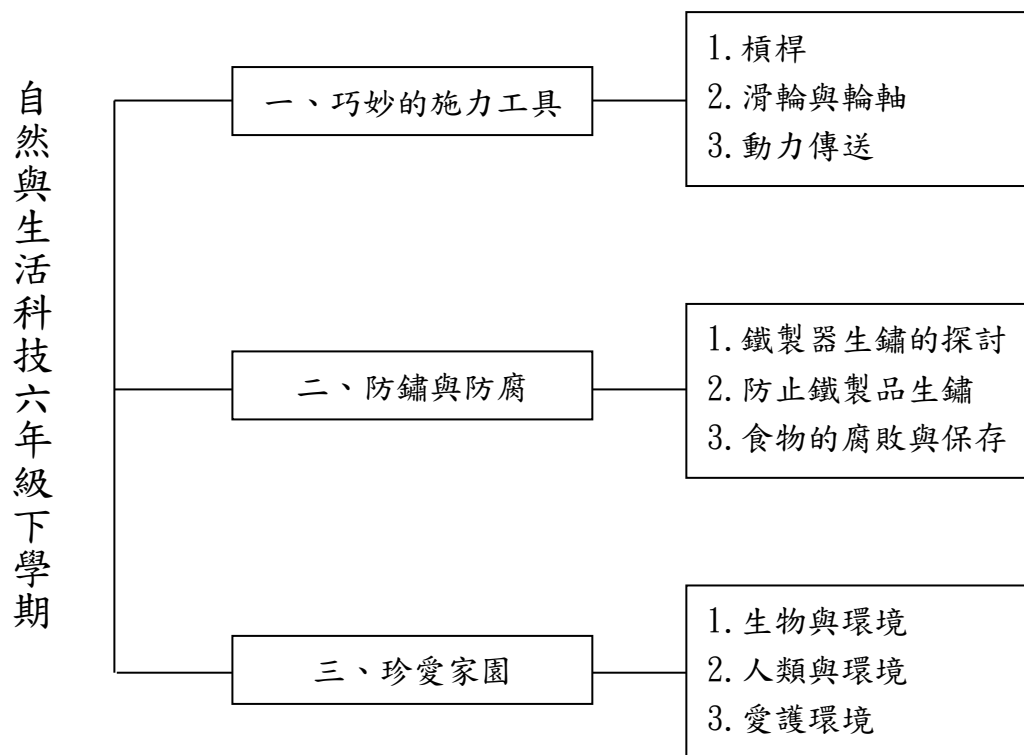 自然與生活科技六年級下學期
一、巧妙的施力工具
1.槓桿
2.滑輪與輪軸
3.動力傳送
二、防鏽與防腐
1.鐵製器生鏽的探討
2.防止鐵製品生鏽
3.食物的腐敗與保存
三、珍愛家園
1.生物與環境
2.人類與環境
3.愛護環境